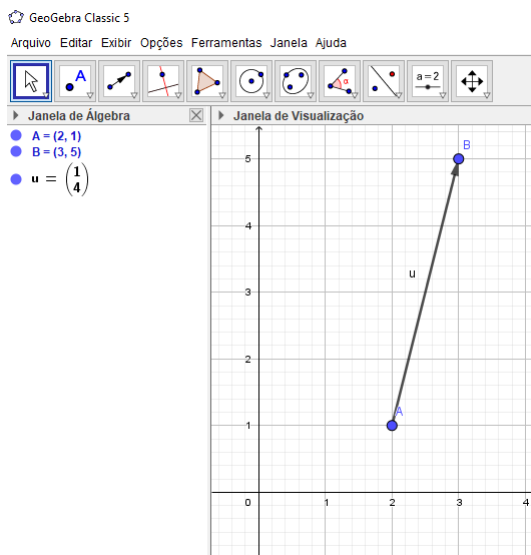 GeoGebra Classic 5
Arquivo Editar Exibir Opções Ferramentas Janela Ajuda
A
α
a=2
Janela de Álgebra
Janela de Visualização
A = (2, 1)
B = (3, 5)
u = (1
4)
B
5
4
u
3
2
A
1
0 1 2 3 4